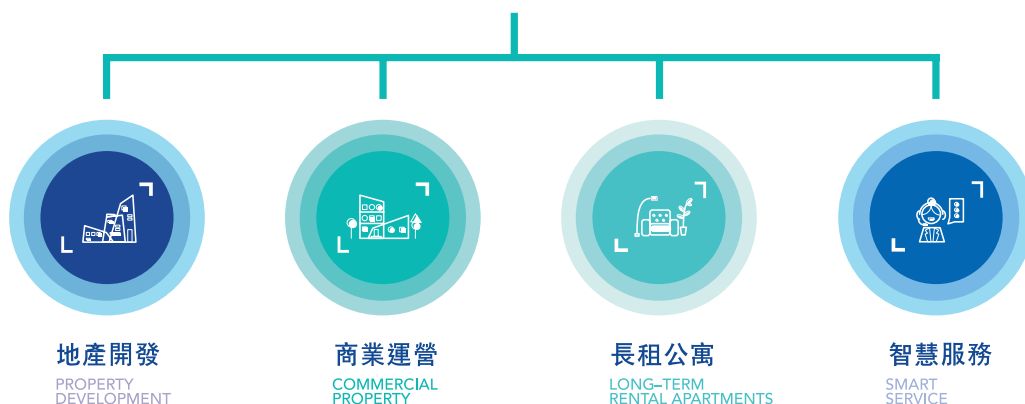 地產開發
PROPERTY
DEVELOPMENT
商業運營
COMMERCIAL
PROPERTY
長租公寓
LONG–TERM
RENTAL APARTMENTS
智慧服務
SMART
SERVICE